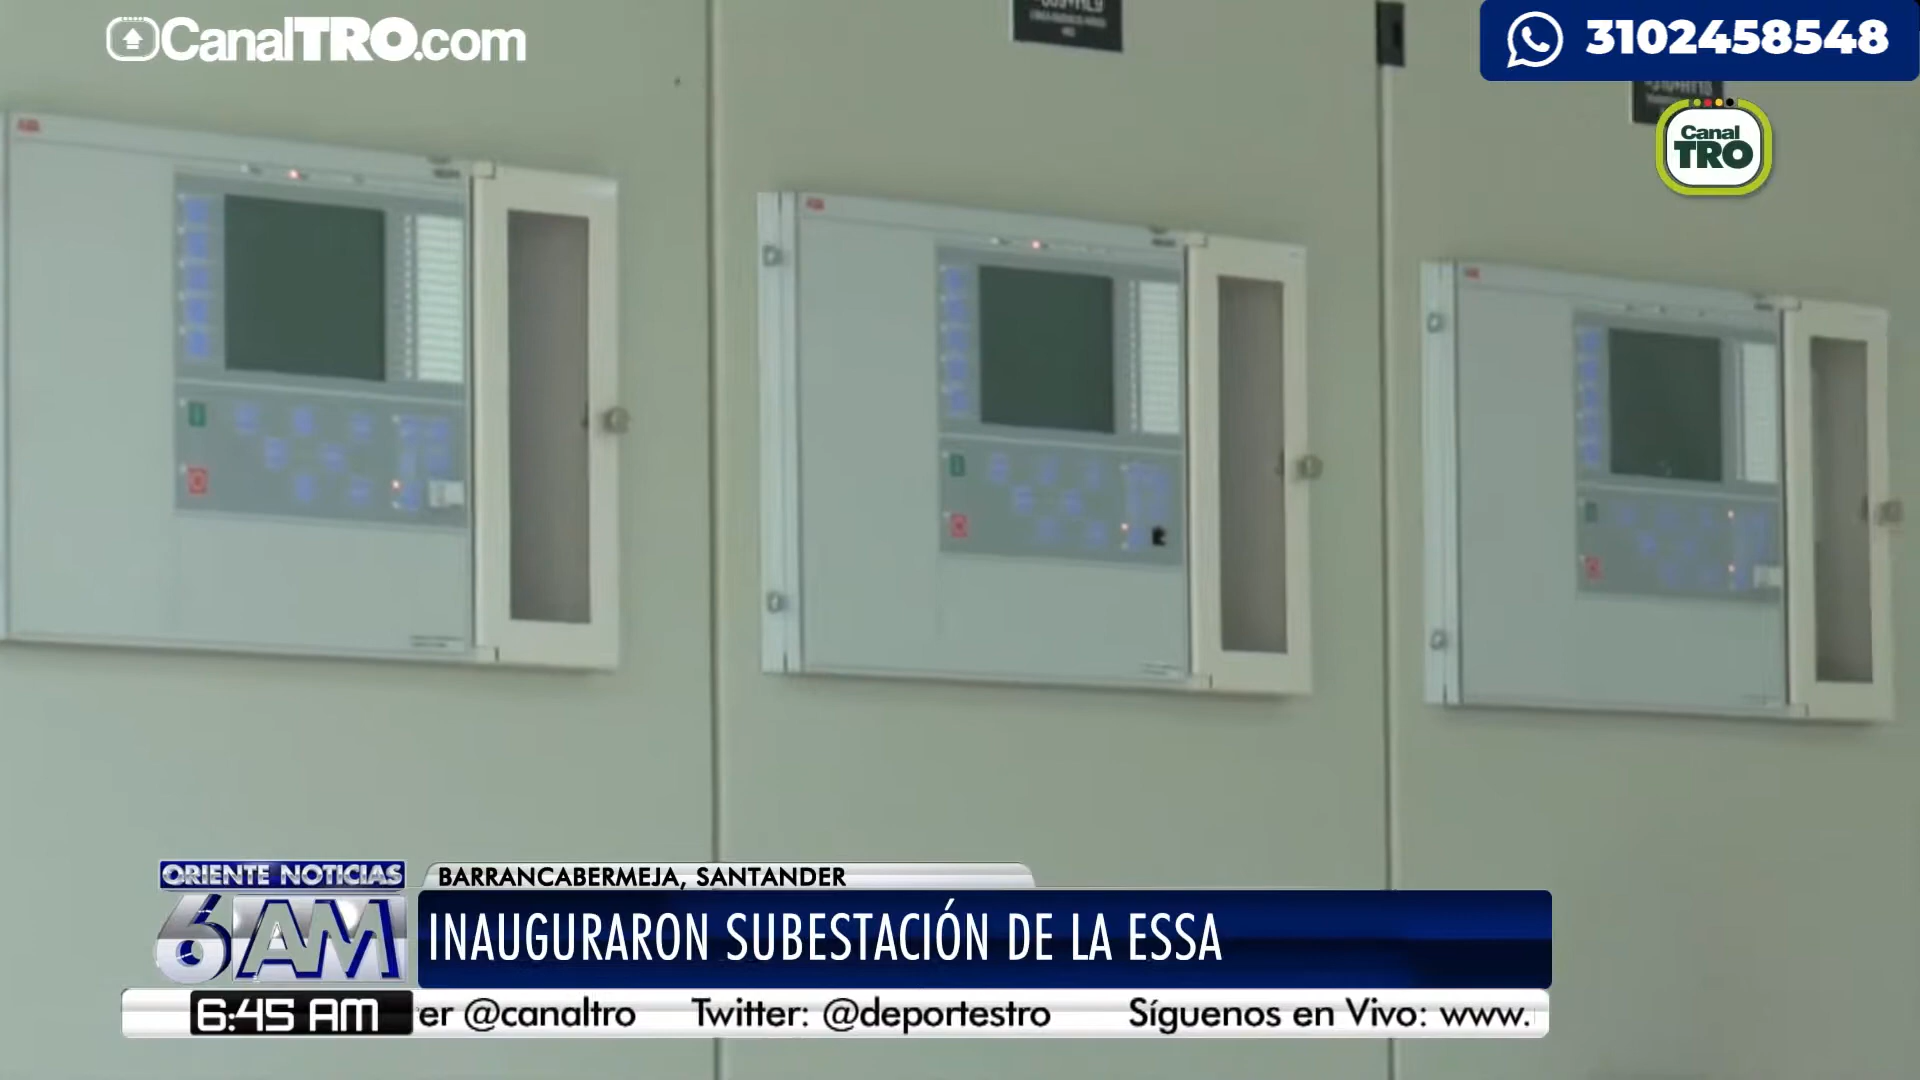 CanalTRO.com
3102458548
Canal
TRO
ORIENTE NOTICIAS
6AM
BARRANCABERMEJA, SANTANDER
INAUGURARON SUBESTACIÓN DE LA ESSA
6:45 AM
er @canaltro Twitter: @deportestro Síguenos en Vivo: www.